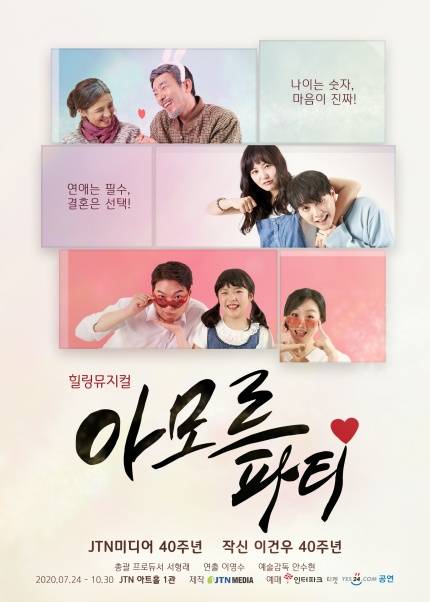 나이는 숫자,
마음이 진짜!
연애는 필수,
결혼은 선택!
힐링뮤지컬
아모르
파티
JTN미디어 40주년 작신 이건우 40주년
총괄 프로듀서 서형래 연출 이영수 예술감독 안수현
2020.07.24 - 10.30 JTN 아트홀 1관 제작 JTN MEDIA 예매 인터파크 티켓 YES24.COM 공연